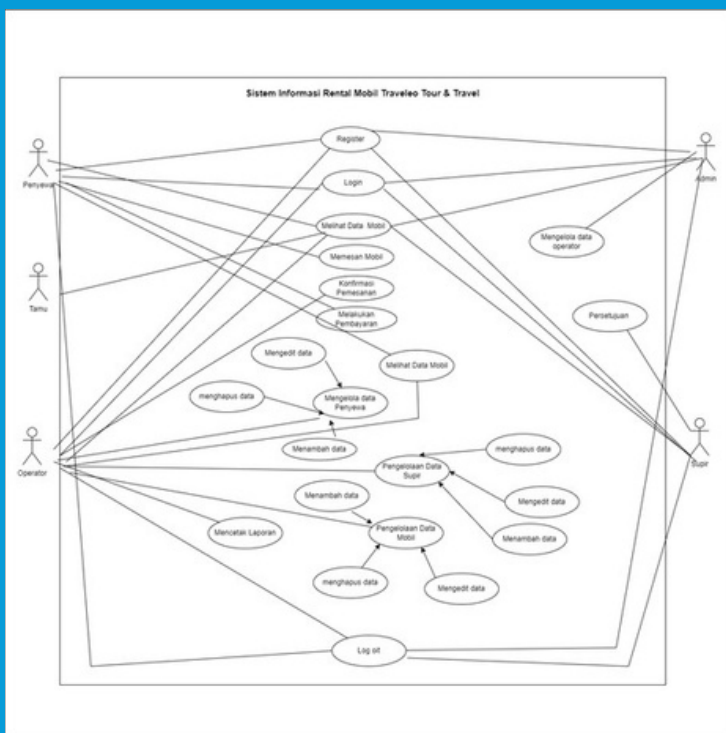 Sistem Informasi Rental Mobil Traveleo Tour & Travel
Register
Penyewa
Admin
Login
Melihat Data Mobil
Mengelola data
operator
Memesan Mobil
Tamu
Konfirmasi
Pemesanan
Melakukan
Pembayaran
Persetujuan
Mengedit data
Melihat Data Mobil
menghapus data
Mengelola data
Penyewa
Operator
Menambah data
Supir
menghapus data
Pengelolaan Data
Supir
Menambah data
Mengedit data
Mencetak Laporan
Pengelolaan Data
Mobil
Menambah data
menghapus data
Mengedit data
Log oit